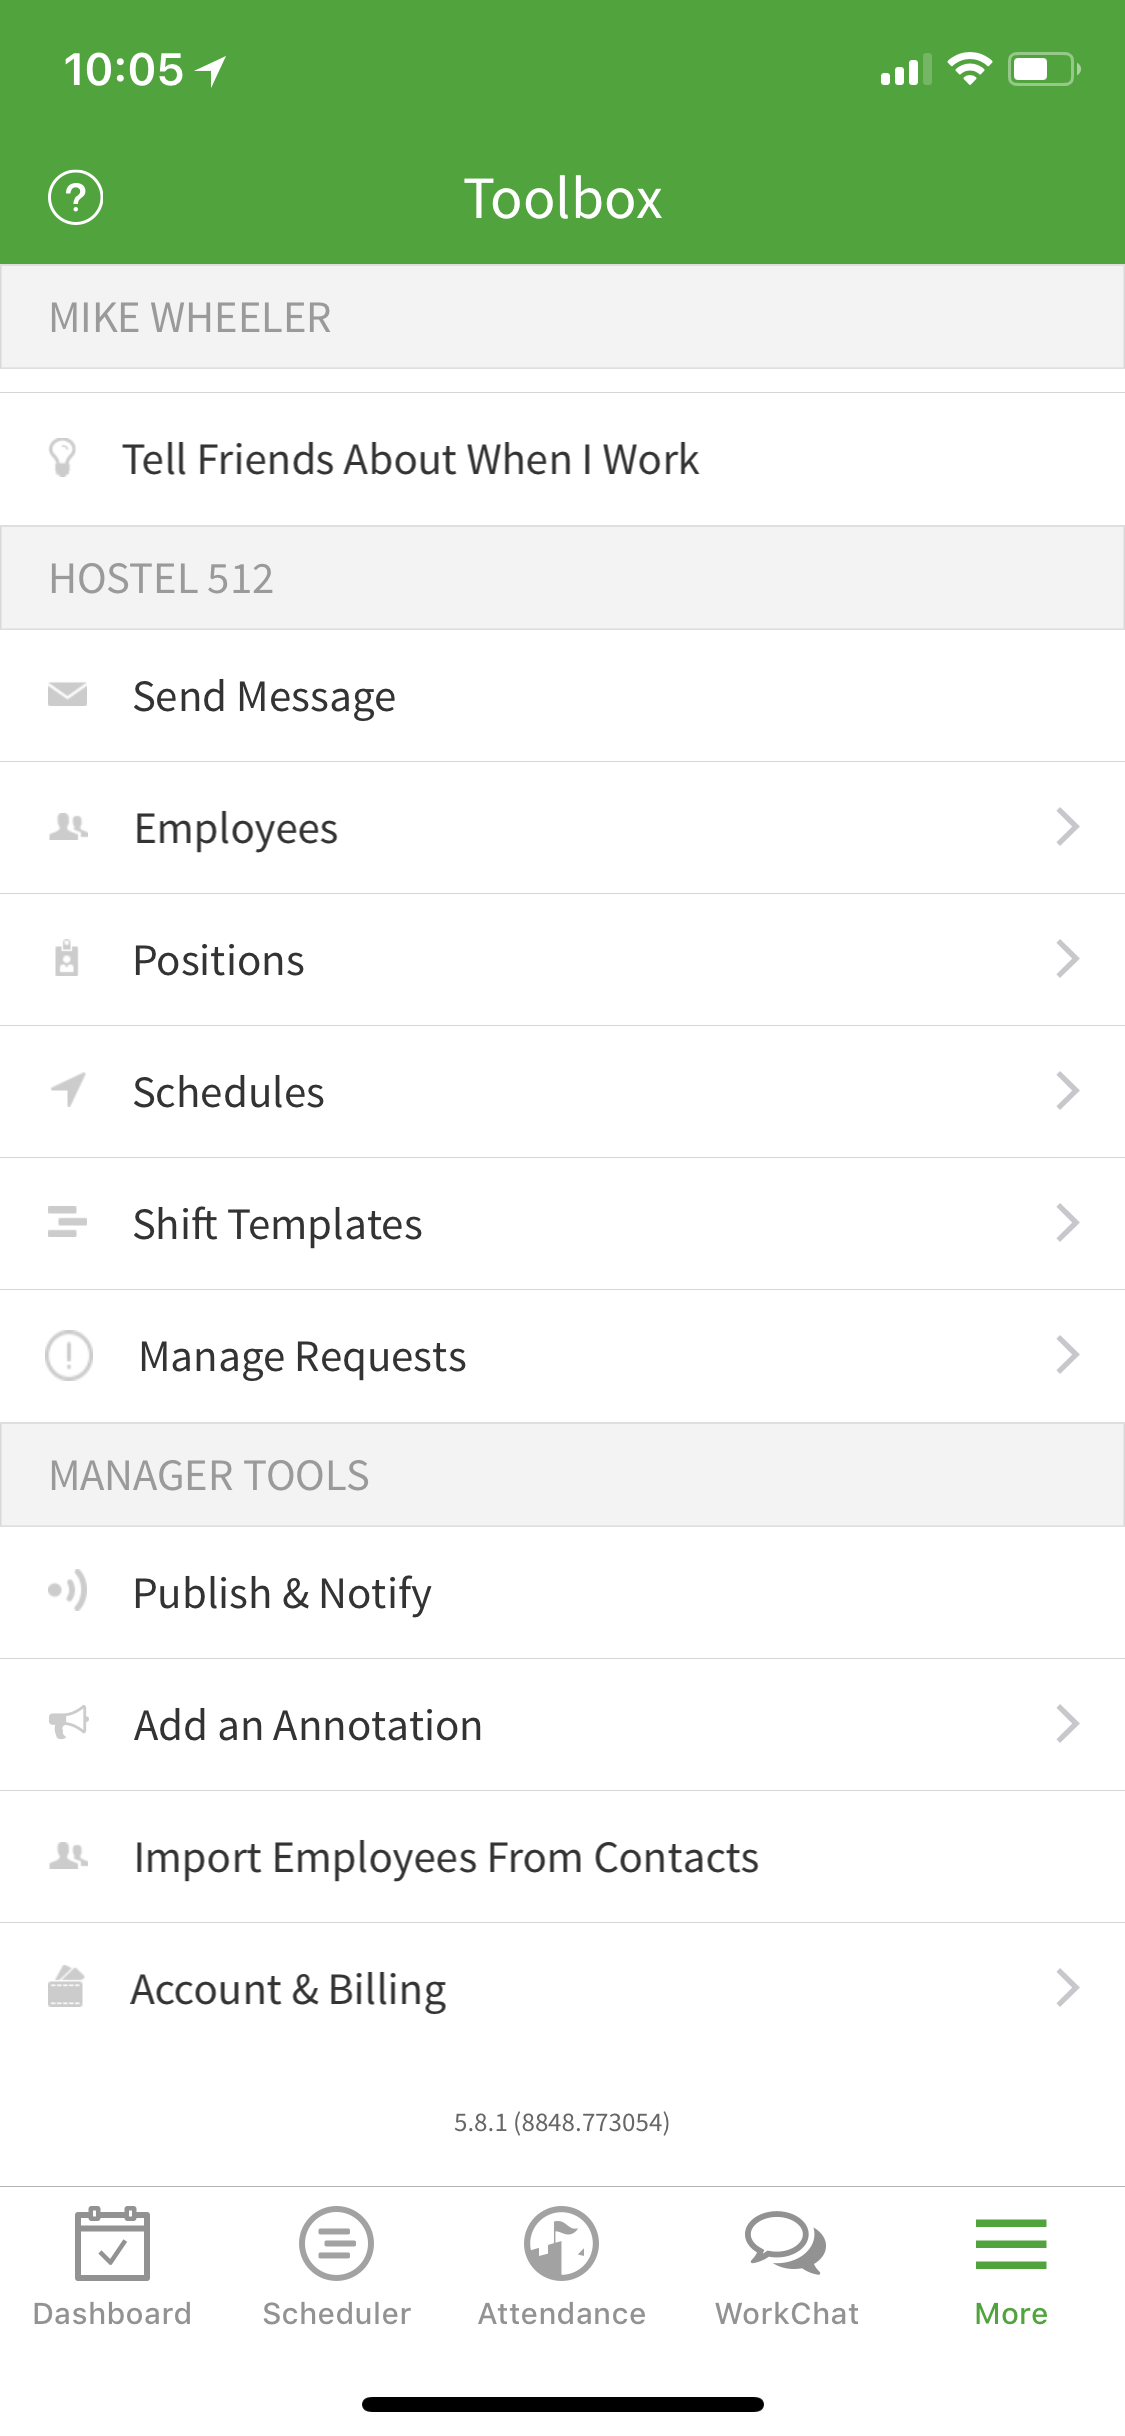 10:05
?
Toolbox
MIKE WHEELER
Tell Friends About When I Work
HOSTEL 512
Send Message
Employees
Positions
Schedules
Shift Templates
Manage Requests
MANAGER TOOLS
Publish & Notify
Add an Annotation
Import Employees From Contacts
Account & Billing
5.8.1 (8848.773054)
Dashboard Scheduler Attendance WorkChat More